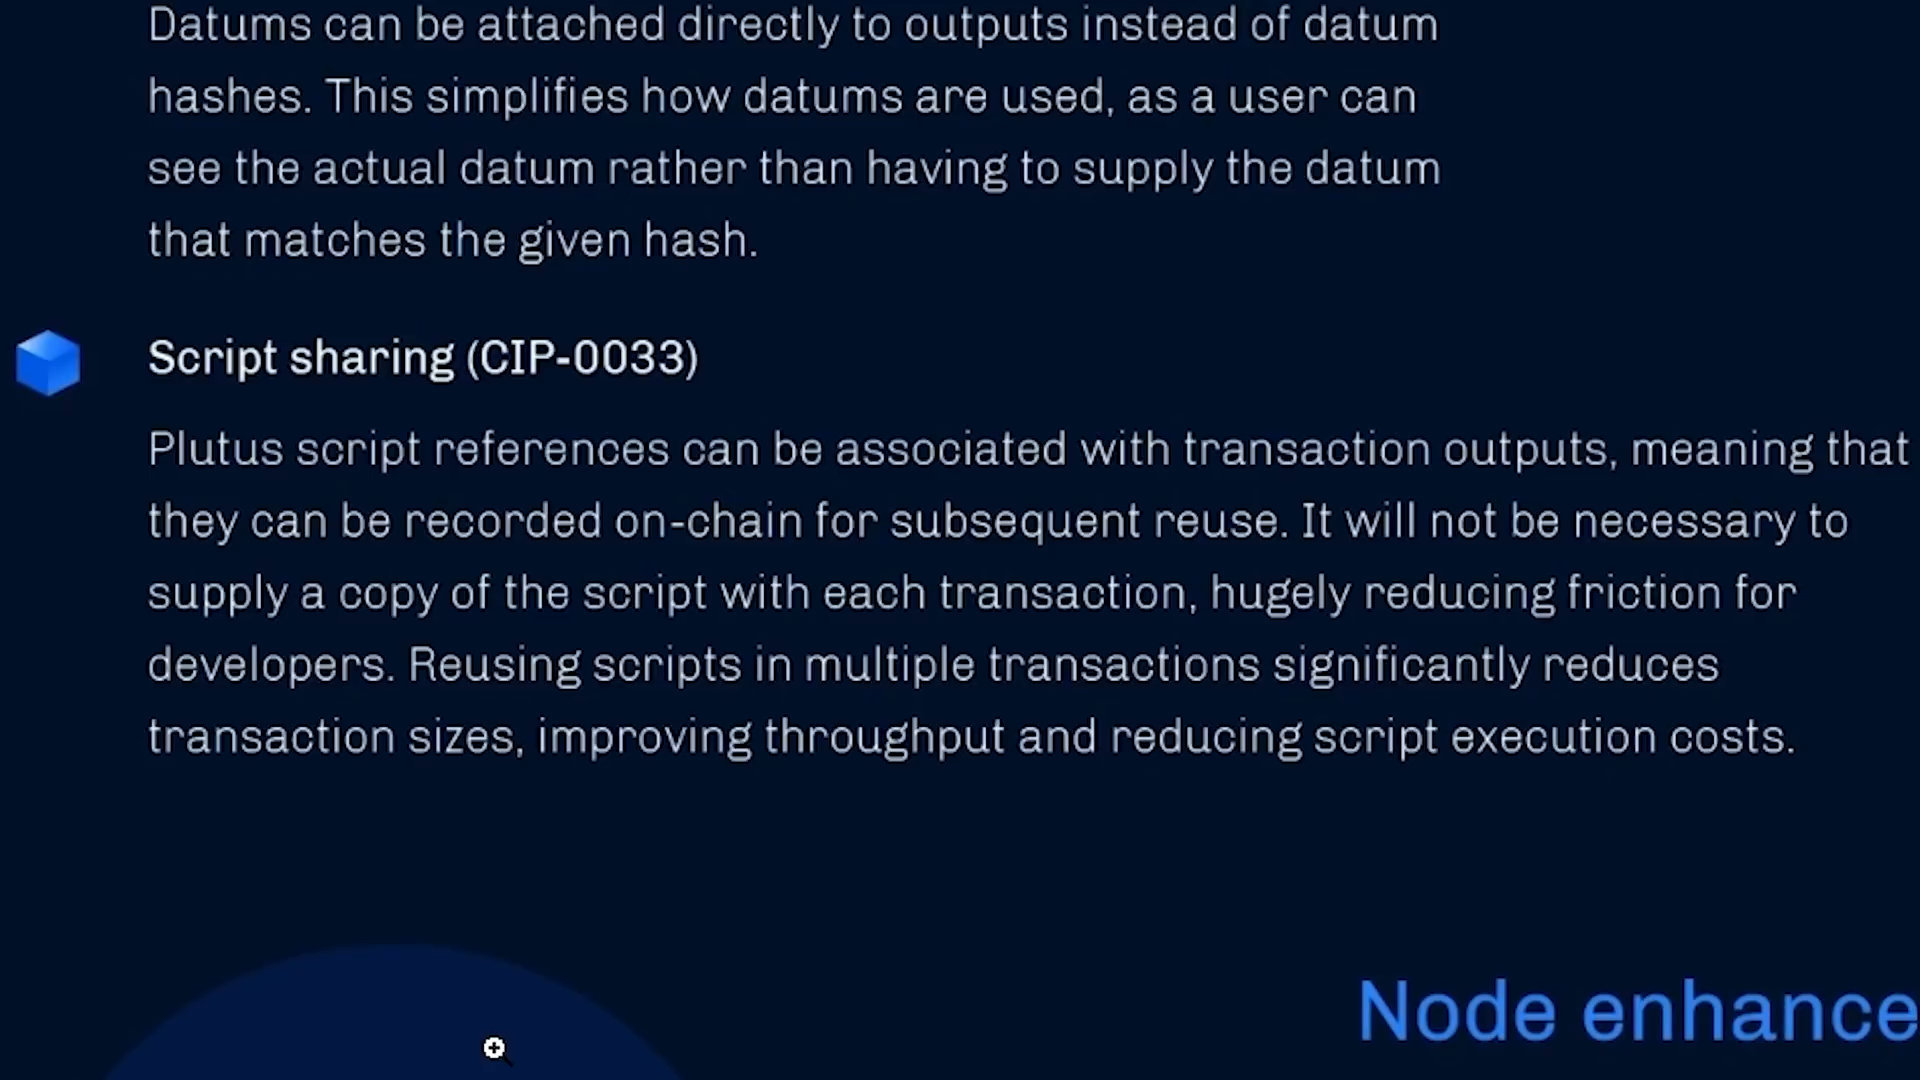 Datums can be attached directly to outputs instead of datum
hashes. This simplifies how datums are used, as a user can
see the actual datum rather than having to supply the datum
that matches the given hash.
Script sharing (CIP-0033)
Plutus script references can be associated with transaction outputs, meaning that
they can be recorded on-chain for subsequent reuse. It will not be necessary to
supply a copy of the script with each transaction, hugely reducing friction for
developers. Reusing scripts in multiple transactions significantly reduces
transaction sizes, improving throughput and reducing script execution costs.
Node enhance